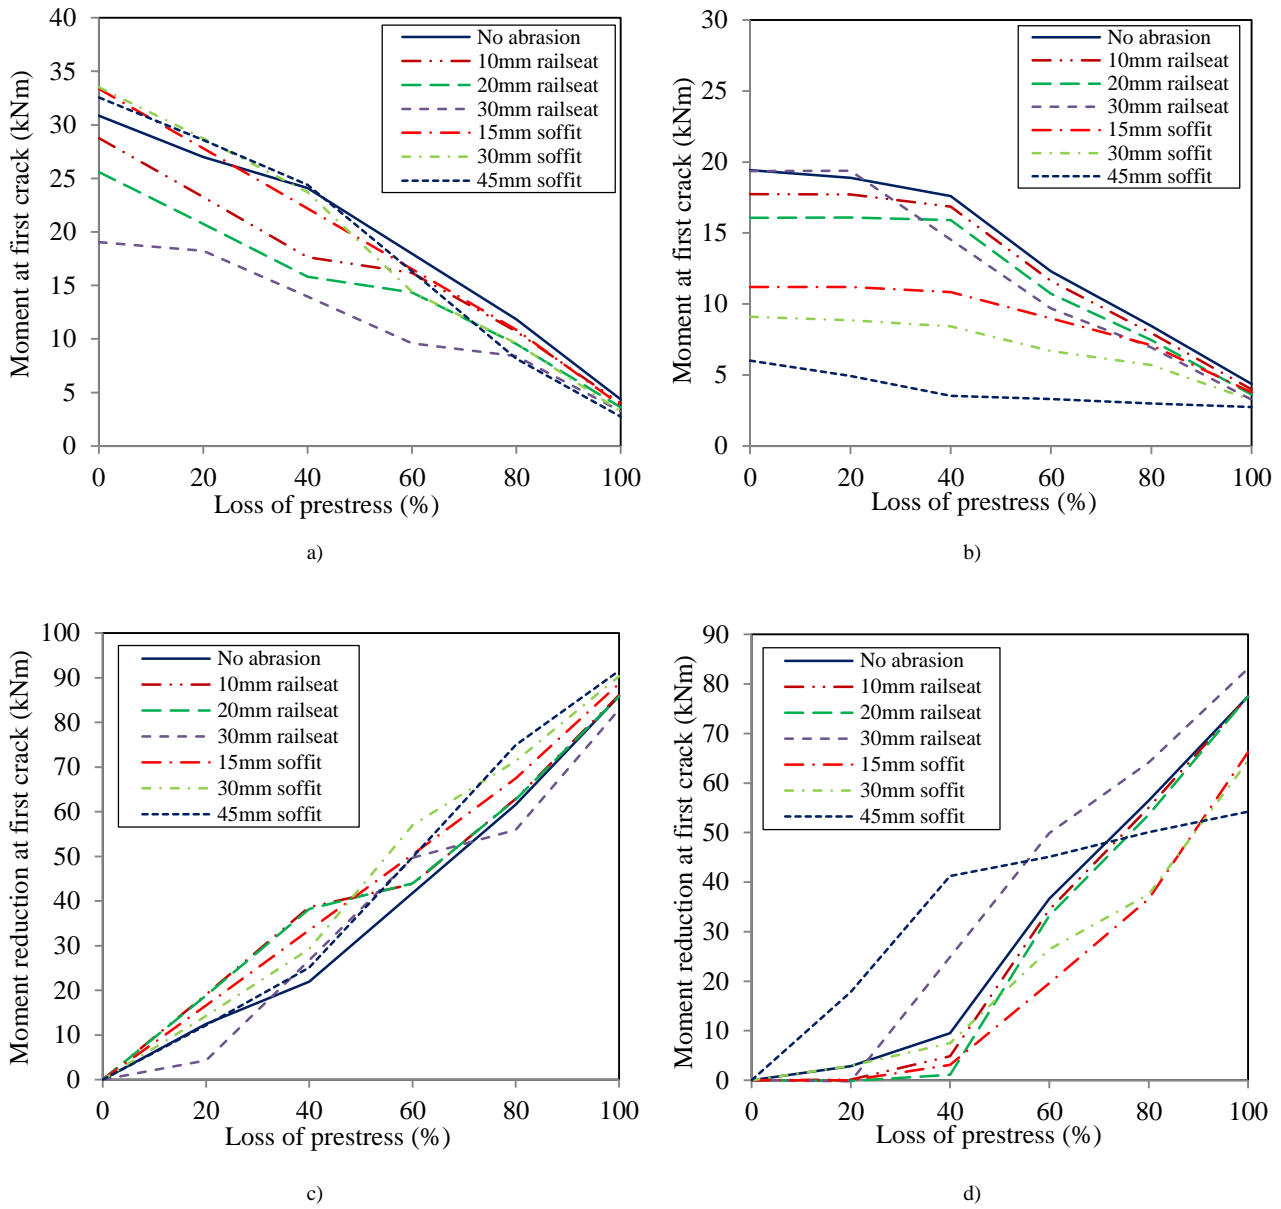 Moment at first crack (kNm)
40
35
30
25
20
15
10
5
0
No abrasion
10mm railseat
20mm railseat
30mm railseat
15mm soffit
30mm soffit
45mm soffit
0 20 40 60 80 100
Loss of prestress (%)
a)
Moment at first crack (kNm)
30
25
20
15
10
5
0
No abrasion
10mm railseat
20mm railseat
30mm railseat
15mm soffit
30mm soffit
45mm soffit
0 20 40 60 80 100
Loss of prestress (%)
b)
Moment reduction at first crack (kNm)
100
90
80
70
60
50
40
30
20
10
0
No abrasion
10mm railseat
20mm railseat
30mm railseat
15mm soffit
30mm soffit
45mm soffit
0 20 40 60 80 100
Loss of prestress (%)
c)
Moment reduction at first crack (kNm)
90
80
70
60
50
40
30
20
10
0
No abrasion
10mm railseat
20mm railseat
30mm railseat
15mm soffit
30mm soffit
45mm soffit
0 20 40 60 80 100
Loss of prestress (%)
d)